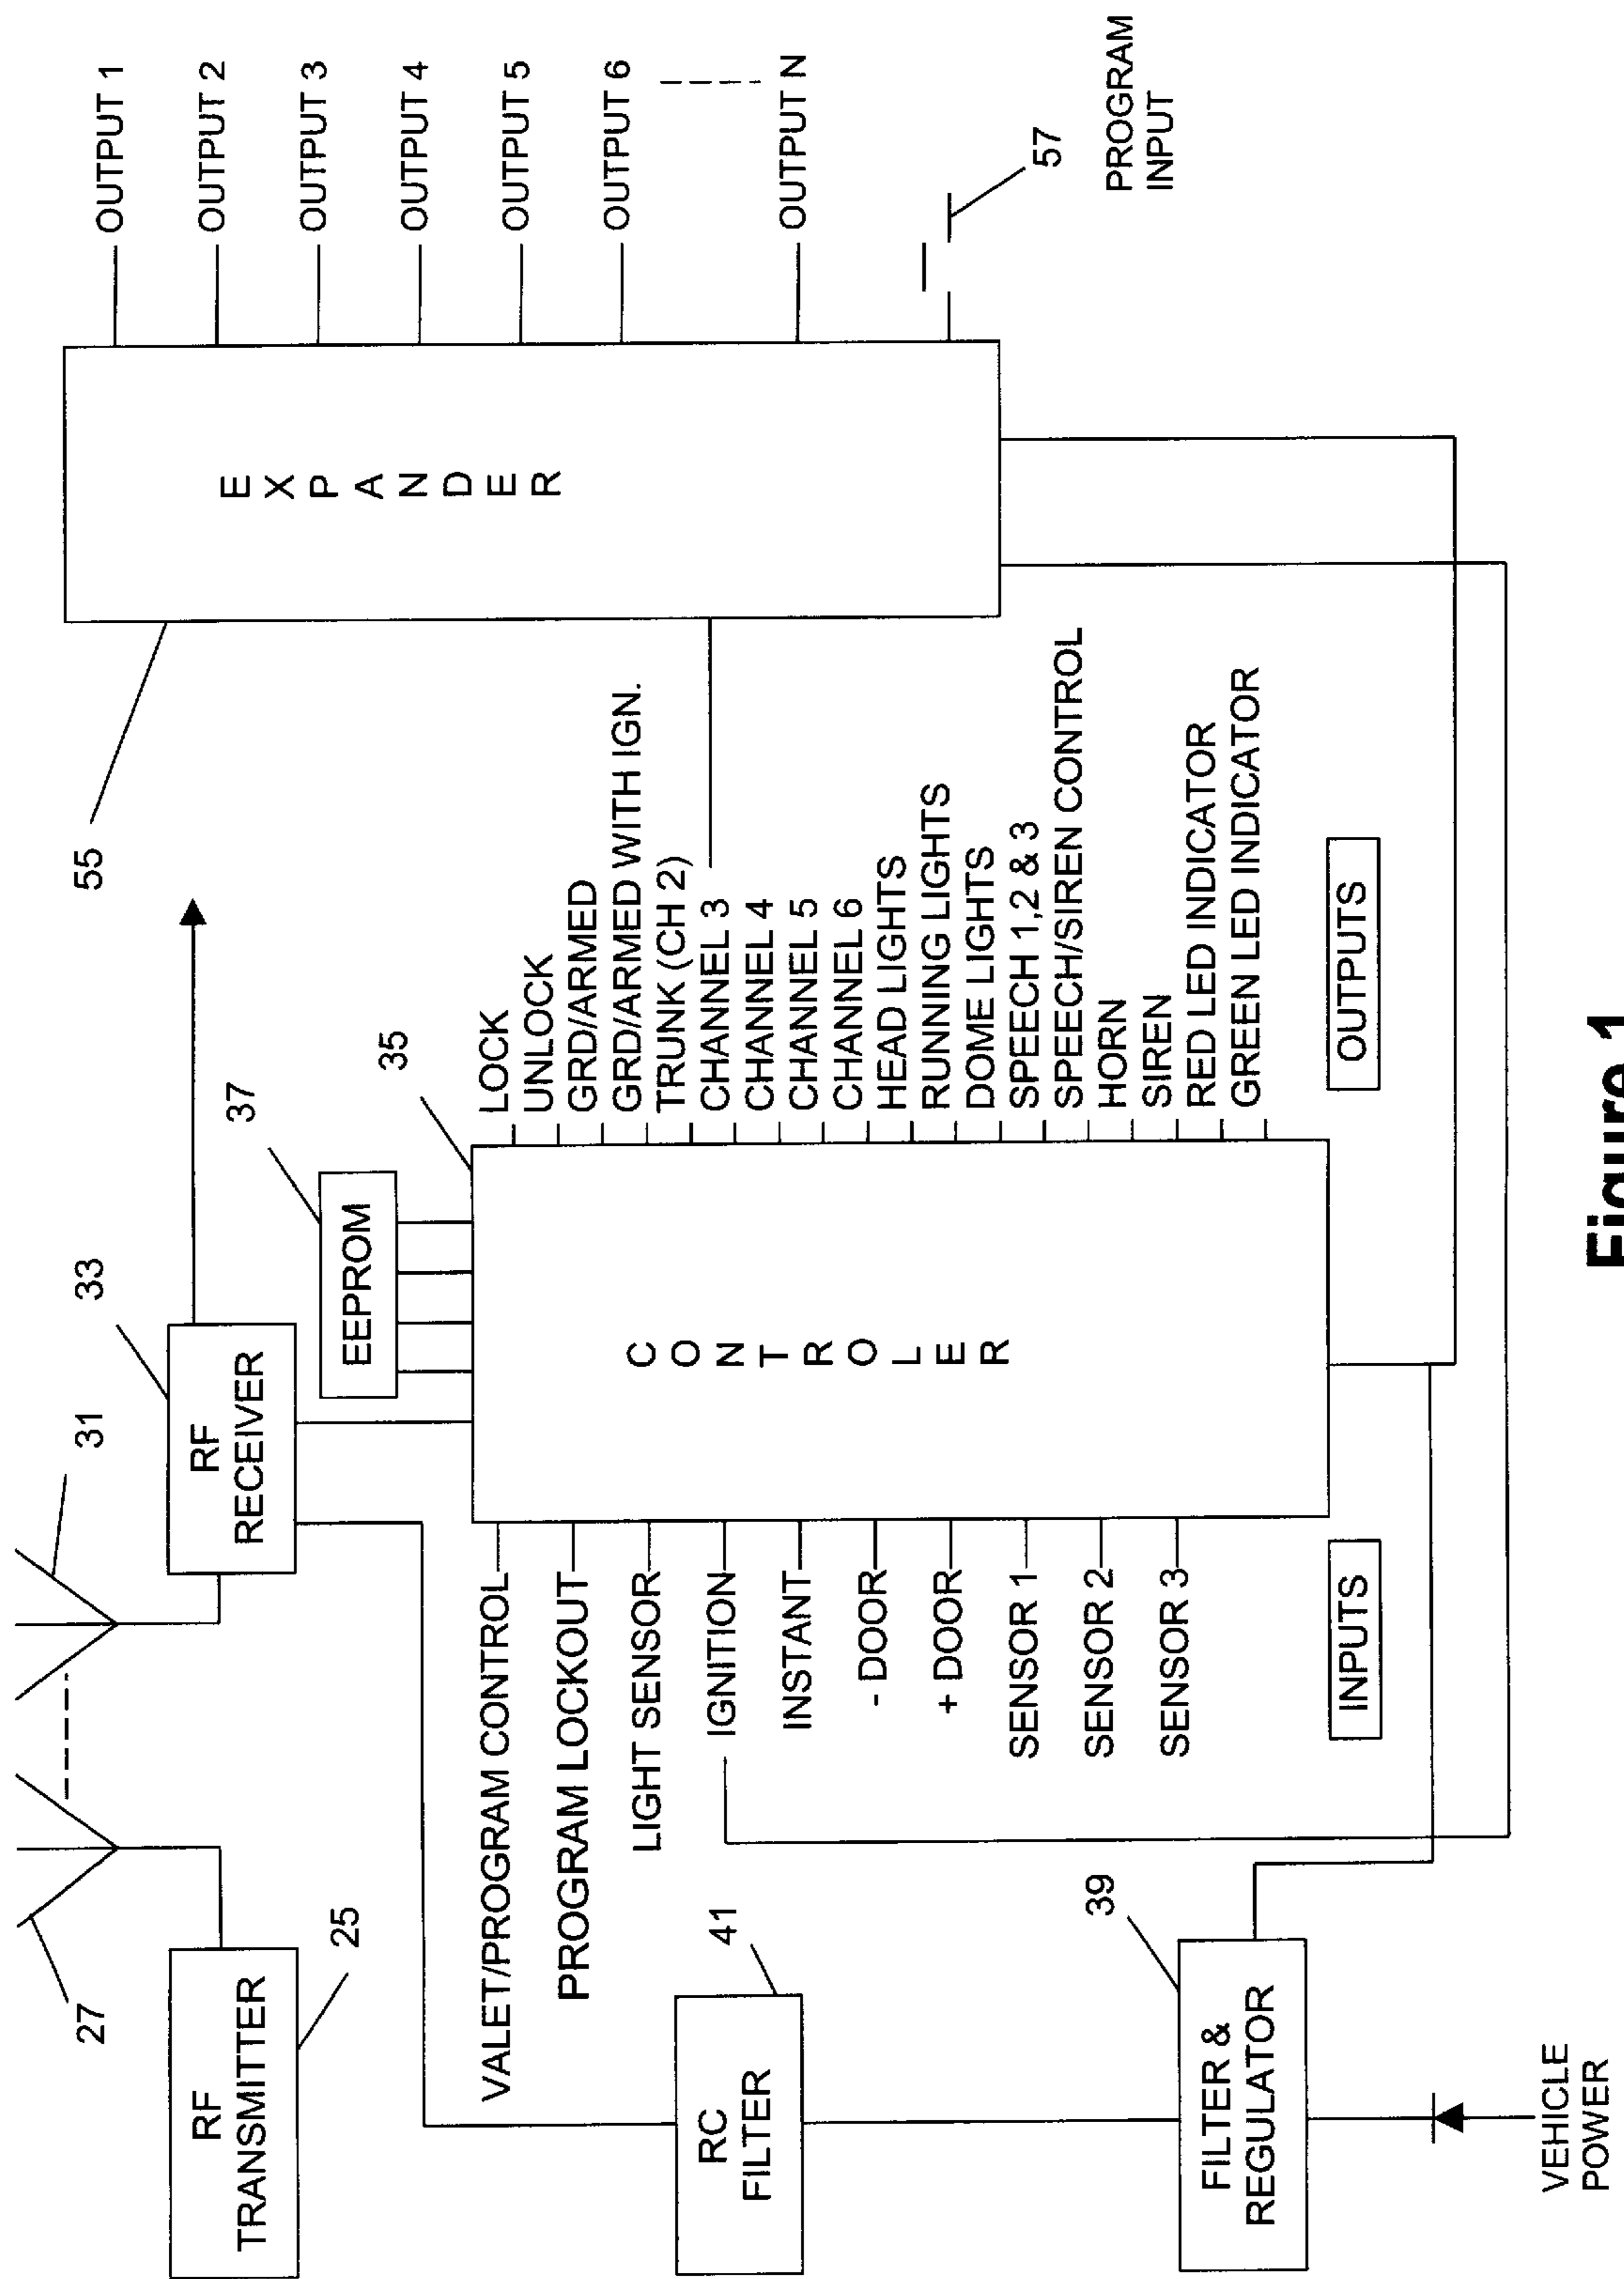 27
31
33
RF
TRANSMITTER
25
RF
RECEIVER
37
EEPROM
35
55
E
X
P
A
N
D
E
R
OUTPUT 1
OUTPUT 2
OUTPUT 3
OUTPUT 4
OUTPUT 5
OUTPUT 6
OUTPUT N
57
PROGRAM
INPUT
VALET/PROGRAM CONTROL
PROGRAM LOCKOUT
LIGHT SENSOR
IGNITION
INSTANT
- DOOR
+ DOOR
SENSOR 1
SENSOR 2
SENSOR 3
INPUTS
C
O
N
T
R
O
L
E
R
LOCK
UNLOCK
GRD/ARMED
GRD/ARMED WITH IGN.
TRUNK (CH 2)
CHANNEL 3
CHANNEL 4
CHANNEL 5
CHANNEL 6
HEAD LIGHTS
RUNNING LIGHTS
DOME LIGHTS
SPEECH 1,2 & 3
SPEECH/SIREN CONTROL
HORN
SIREN
RED LED INDICATOR
GREEN LED INDICATOR
OUTPUTS
41
RC
FILTER
39
FILTER &
REGULATOR
VEHICLE
POWER
Figure 1